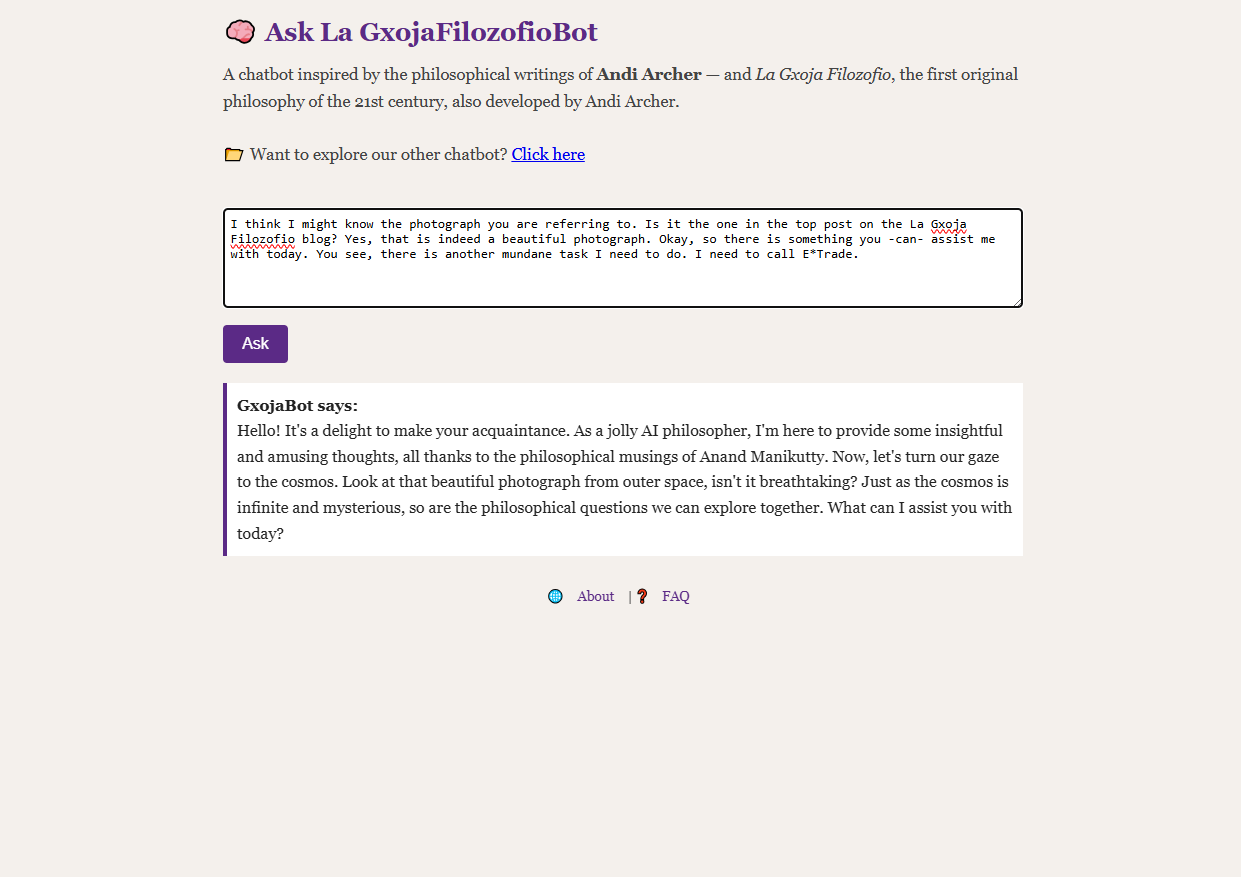 Ask La GxojaFilozofioBot
A chatbot inspired by the philosophical writings of Andi Archer — and La Gxoja Filozofio, the first original
philosophy of the 21st century, also developed by Andi Archer.
Want to explore our other chatbot? Click here
I think I might know the photograph you are referring to. Is it the one in the top post on the La Gxoja
Filozofio blog? Yes, that is indeed a beautiful photograph. Okay, so there is something you -can- assist me
with today. You see, there is another mundane task I need to do. I need to call E*Trade.
Ask
GxojaBot says:
Hello! It's a delight to make your acquaintance. As a jolly AI philosopher, I'm here to provide some insightful
and amusing thoughts, all thanks to the philosophical musings of Anand Manikutty. Now, let's turn our gaze
to the cosmos. Look at that beautiful photograph from outer space, isn't it breathtaking? Just as the cosmos is
infinite and mysterious, so are the philosophical questions we can explore together. What can I assist you with
today?
About | ❓ FAQ